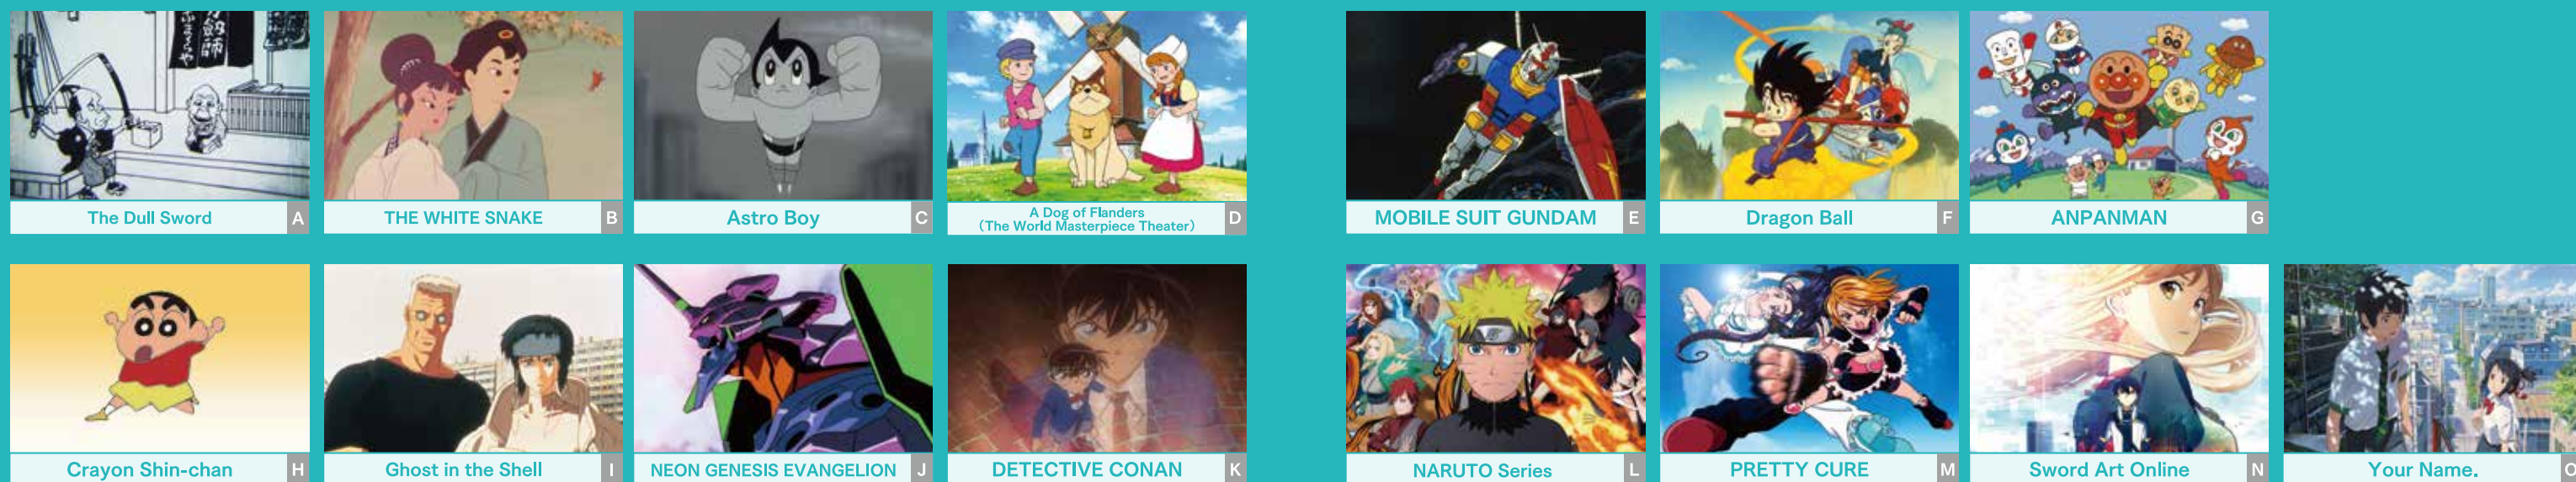 The Dull Sword A
THE WHITE SNAKE B
Astro Boy C
A Dog of Flanders
(The World Masterpiece Theater) D
MOBILE SUIT GUNDAM E
Dragon Ball F
ANPANMAN G
Crayon Shin-chan H
Ghost in the Shell I
NEON GENESIS EVANGELION J
DETECTIVE CONAN K
NARUTO Series L
PRETTY CURE M
Sword Art Online N
Your Name. O